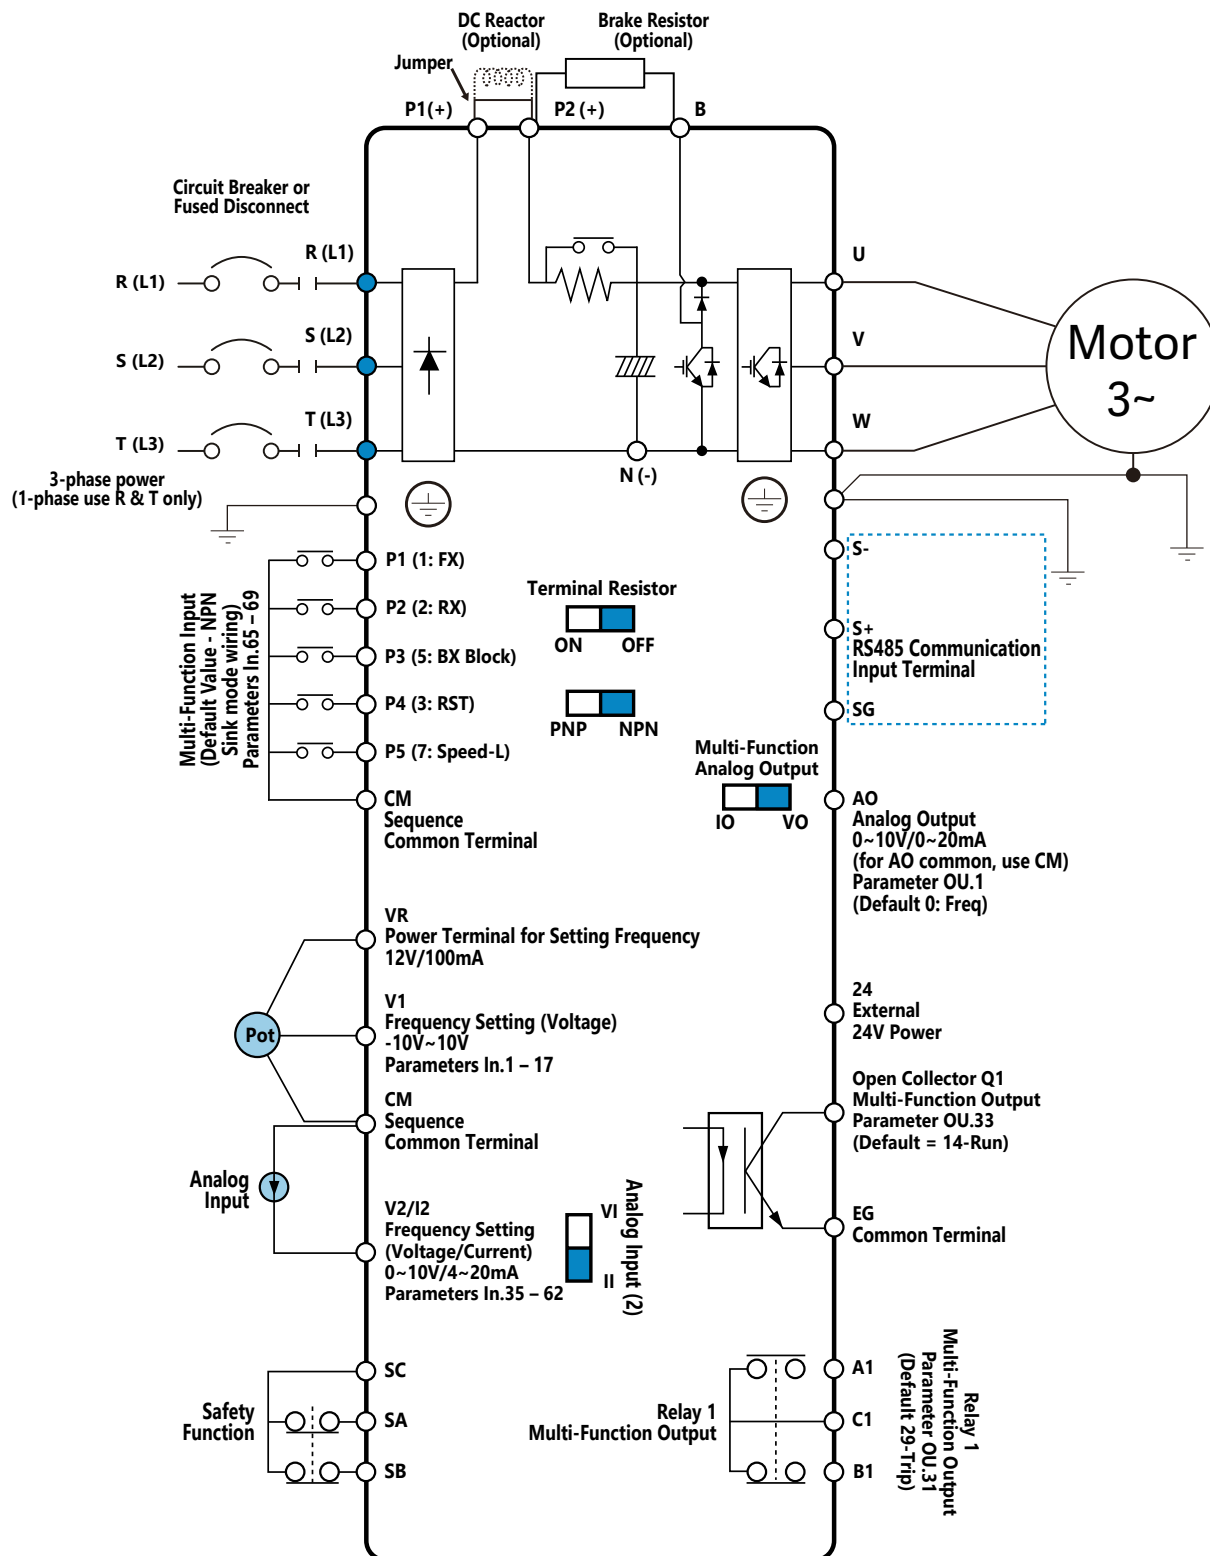 DC Reactor
(Optional)
Brake Resistor
(Optional)
Jumper
P1(+)
P2 (+)
B
Circuit Breaker or
Fused Disconnect
R (L1)
R (L1)
S (L2)
S (L2)
T (L3)
T (L3)
3-phase power
(1-phase use R & T only)
N (-)
U
V
W
Motor
3~
Multi-Function Input
(Default Value - NPN
Sink mode wiring)
Parameters In.65 – 69
P1 (1: FX)
P2 (2: RX)
P3 (5: BX Block)
P4 (3: RST)
P5 (7: Speed-L)
CM
Sequence
Common Terminal
Terminal Resistor
ON
OFF
PNP
NPN
Multi-Function
Analog Output
IO
VO
S-
S+
RS485 Communication
Input Terminal
SG
AO
Analog Output
0~10V/0~20mA
(for AO common, use CM)
Parameter OU.1
(Default 0: Freq)
VR
Power Terminal for Setting Frequency
12V/100mA
Pot
V1
Frequency Setting (Voltage)
-10V~10V
Parameters In.1 – 17
CM
Sequence
Common Terminal
Analog
Input
V2/I2
Frequency Setting
(Voltage/Current)
0~10V/4~20mA
Parameters In.35 – 62
VI
II
Analog Input (2)
24
External
24V Power
Open Collector Q1
Multi-Function Output
Parameter OU.33
(Default = 14-Run)
EG
Common Terminal
Safety
Function
SC
SA
SB
Relay 1
Multi-Function Output
A1
C1
B1
Relay 1
Multi-Function Output
Parameter OU.31
(Default 29-Trip)